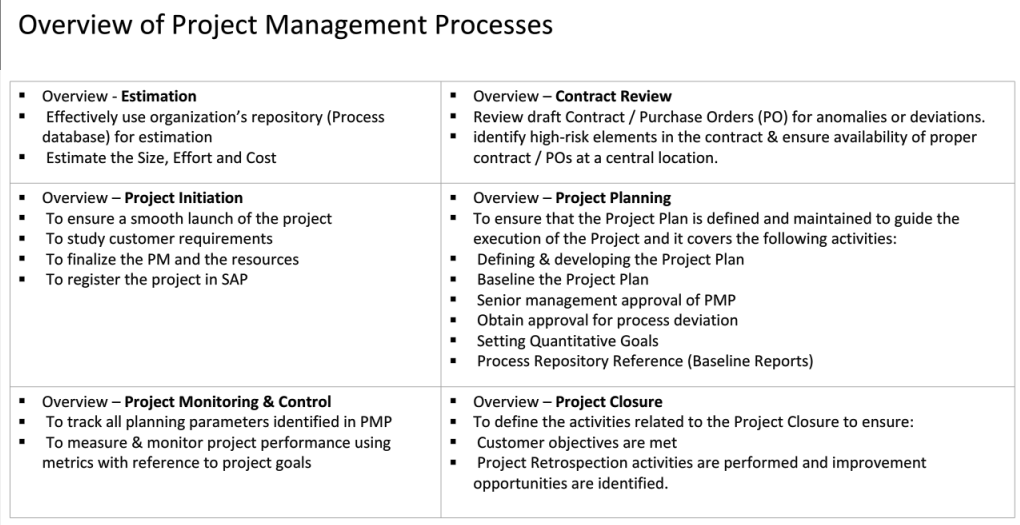 Overview of Project Management Processes
▪ Overview - Estimation
▪ Effectively use organization's repository (Process
database) for estimation
▪ Estimate the Size, Effort and Cost
▪ Overview – Contract Review
▪ Review draft Contract / Purchase Orders (PO) for anomalies or deviations.
▪ identify high-risk elements in the contract & ensure availability of proper
contract / POs at a central location.
▪ Overview – Project Initiation
▪ To ensure a smooth launch of the project
▪ To study customer requirements
▪ To finalize the PM and the resources
▪ To register the project in SAP
▪ Overview – Project Planning
▪ To ensure that the Project Plan is defined and maintained to guide the
execution of the Project and it covers the following activities:
▪ Defining & developing the Project Plan
▪ Baseline the Project Plan
▪ Senior management approval of PMP
▪ Obtain approval for process deviation
▪ Setting Quantitative Goals
▪ Process Repository Reference (Baseline Reports)
▪ Overview – Project Monitoring & Control
▪ To track all planning parameters identified in PMP
▪ To measure & monitor project performance using
metrics with reference to project goals
▪ Overview – Project Closure
▪ To define the activities related to the Project Closure to ensure:
▪ Customer objectives are met
▪ Project Retrospection activities are performed and improvement
opportunities are identified.